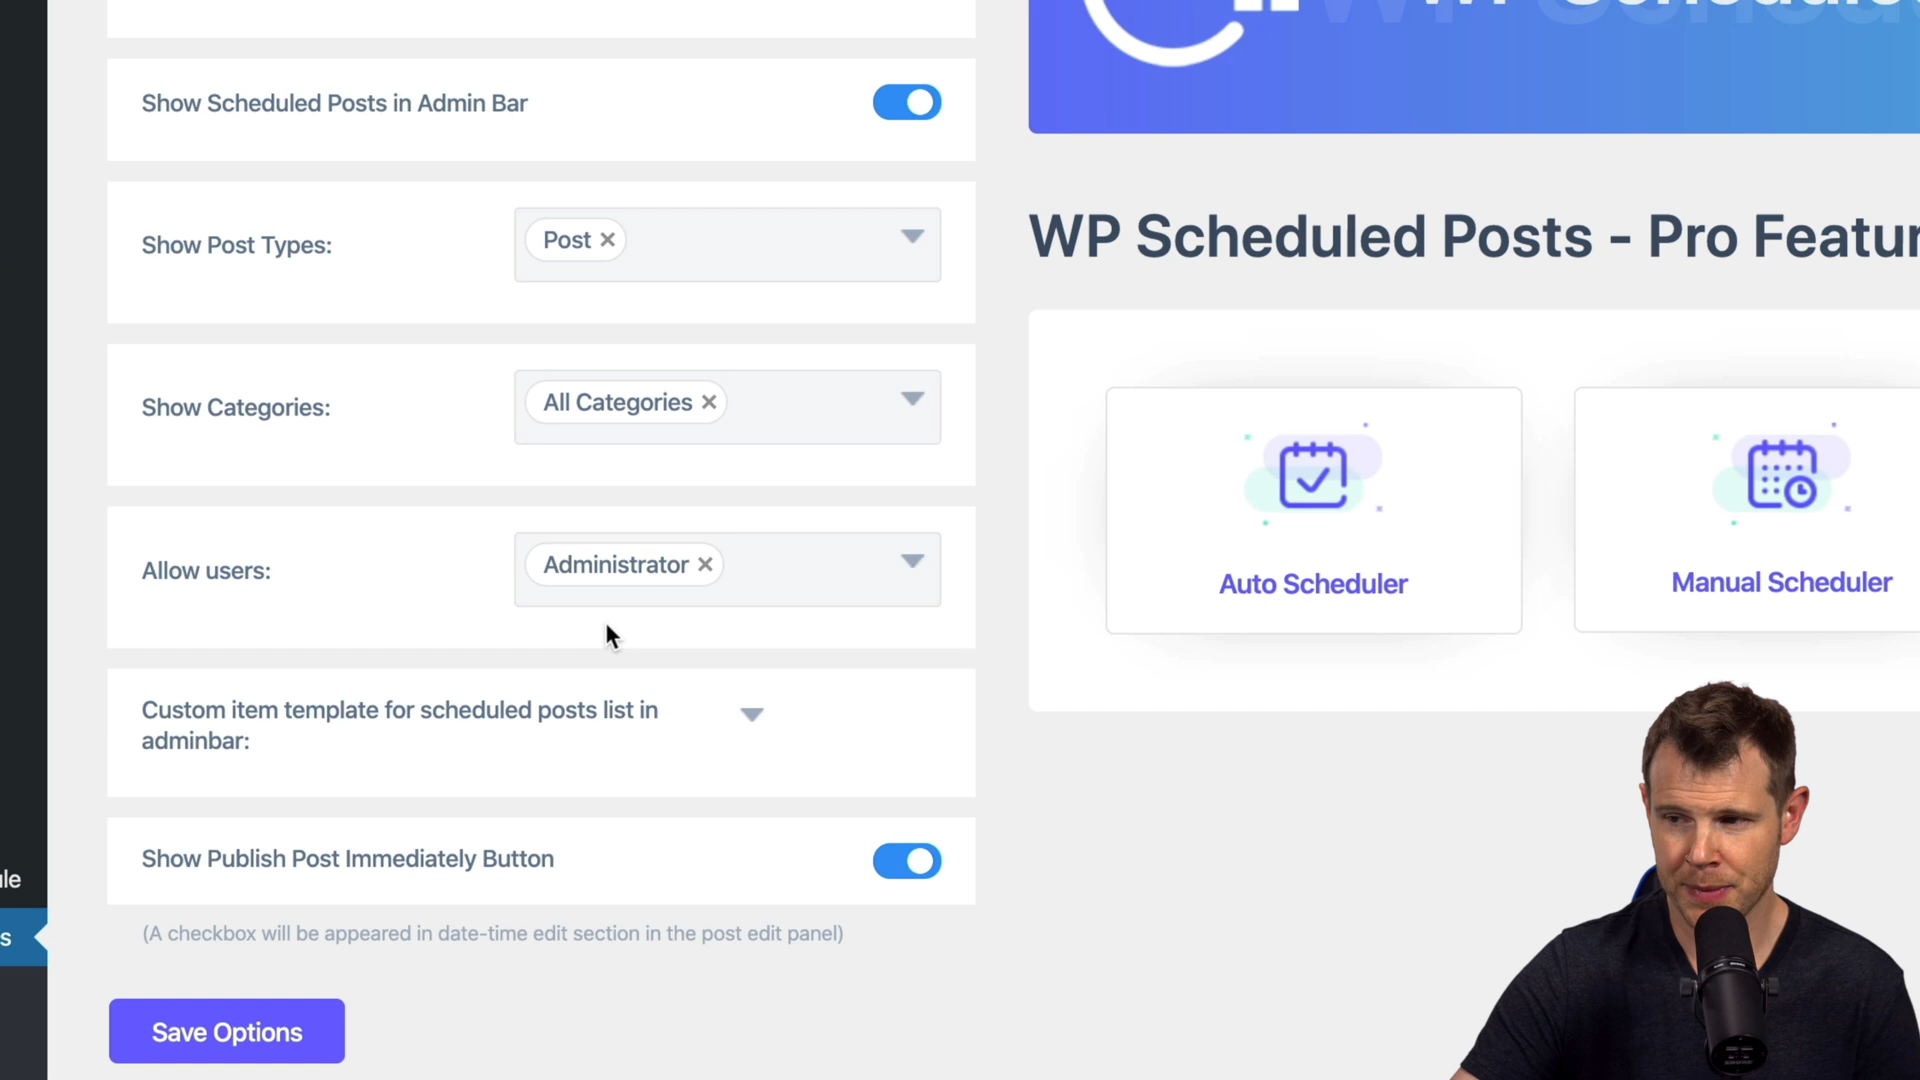 Show Scheduled Posts in Admin Bar
Show Post Types:
Post ×
Show Categories:
All Categories ×
Allow users:
Administrator ×
Custom item template for scheduled posts list in
adminbar:
Show Publish Post Immediately Button
(A checkbox will be appeared in date-time edit section in the post edit panel)
Save Options
WP Scheduled Posts - Pro Featur
Auto Scheduler
Manual Scheduler